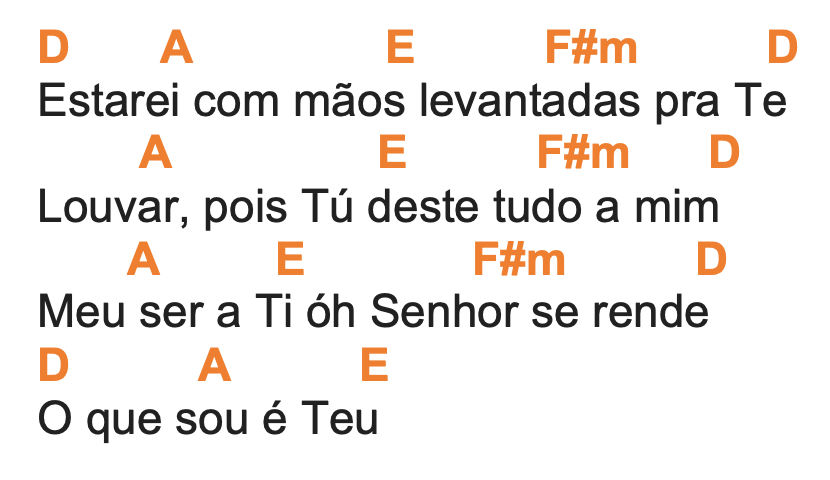 D A E F#m D
Estarei com mãos levantadas pra Te
A E F#m D
Louvar, pois Tú deste tudo a mim
A E F#m D
Meu ser a Ti óh Senhor se rende
D A E
O que sou é Teu